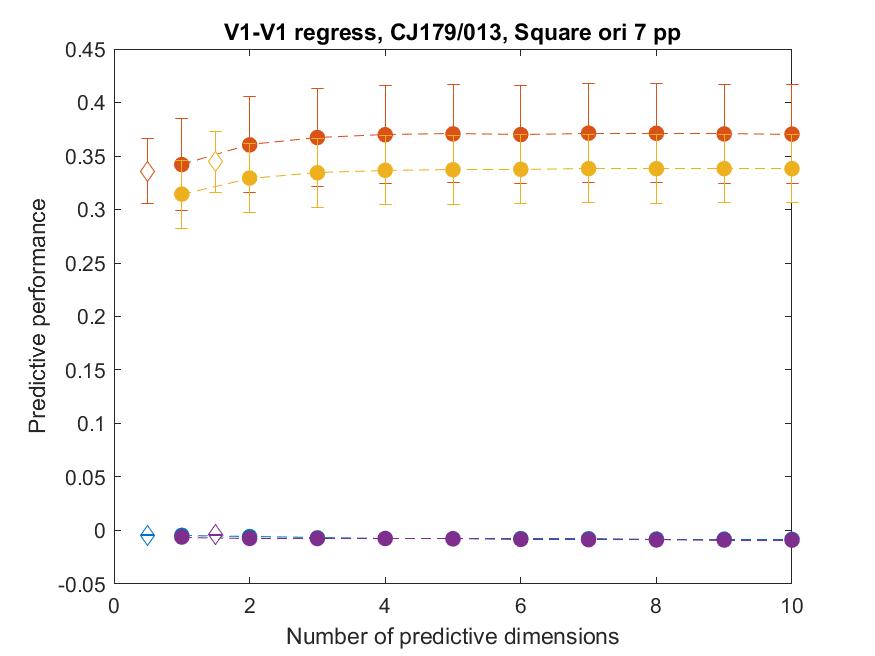 V1-V1 regress, CJ179/013, Square ori 7 pp
0.45
0.4
0.35
0.3
0.25
0.2
0.15
0.1
0.05
0
-0.05
Predictive performance
0 2 4 6 8 10
Number of predictive dimensions